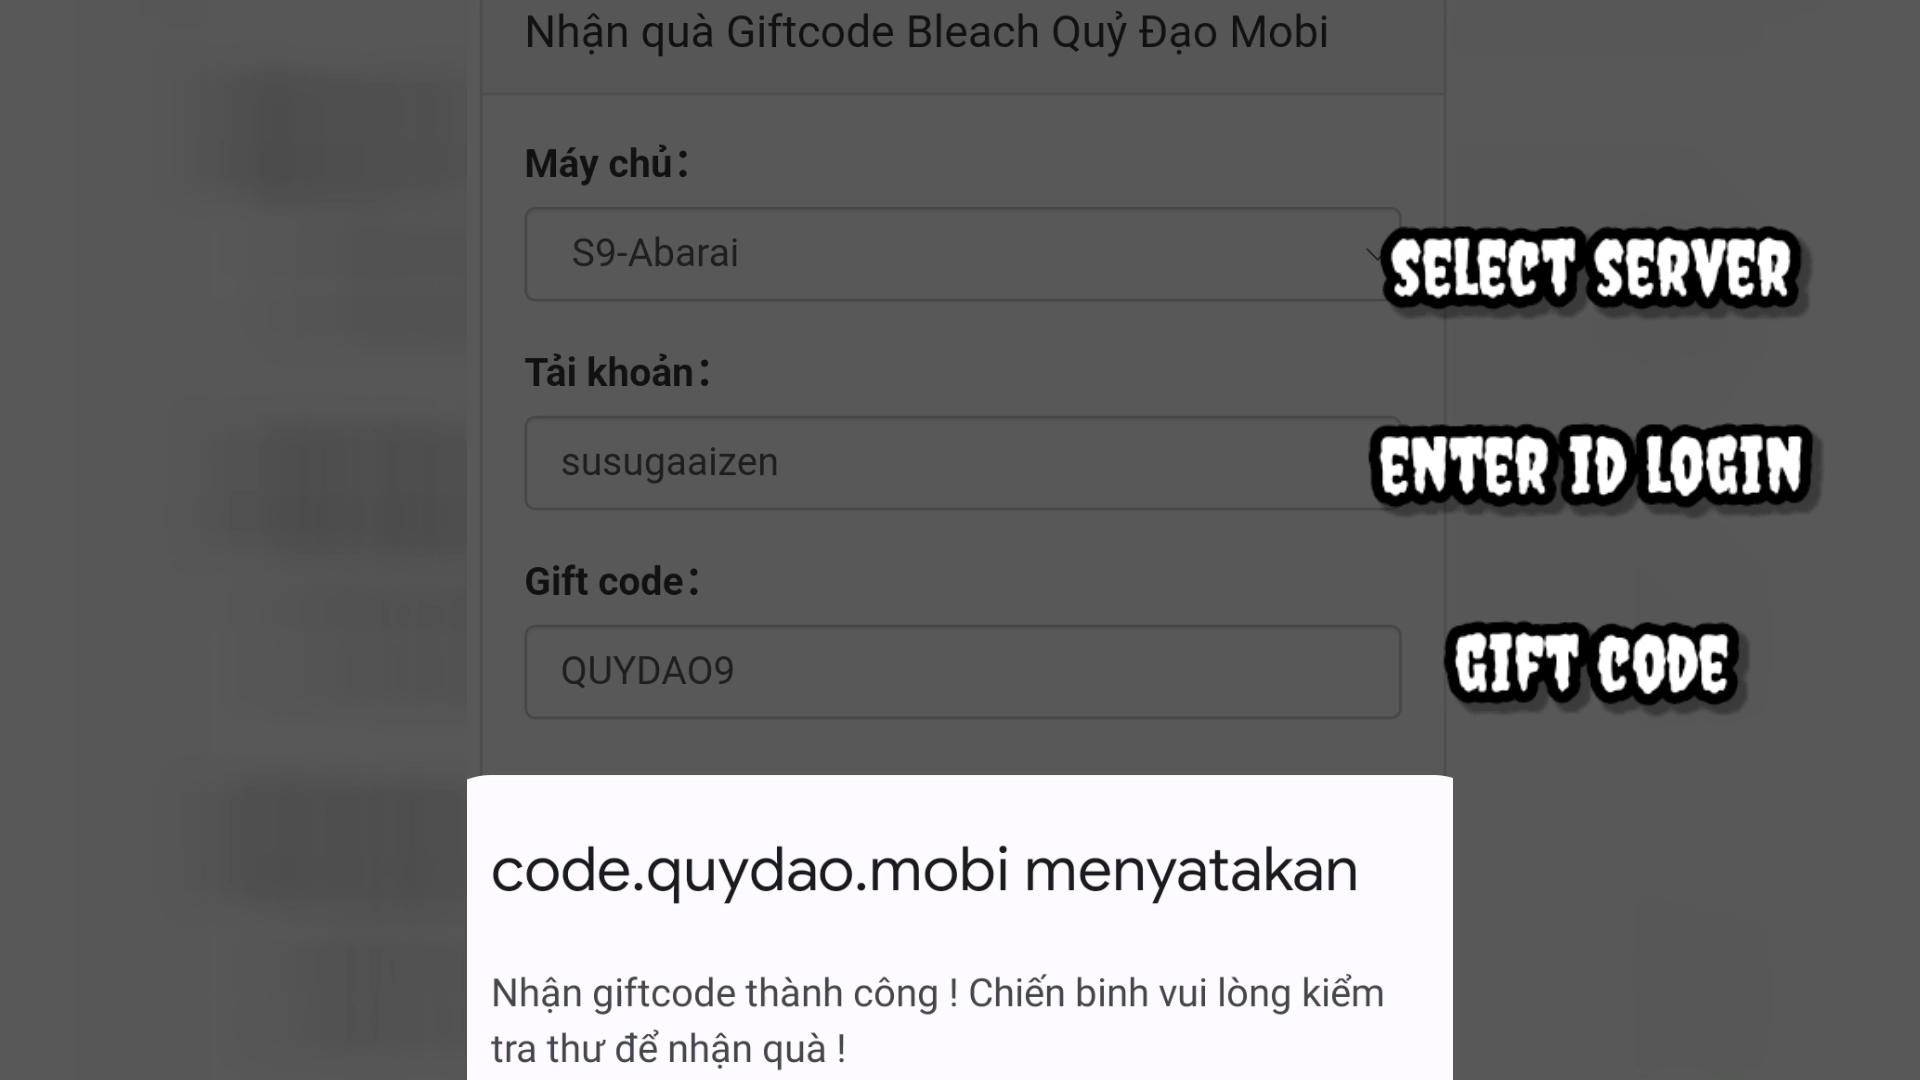 Nhận quà Giftcode Bleach Quỷ Đạo Mobi
Máy chủ:
S9-Abarai
SELECT SERVER
Tải khoản:
susugaaizen
ENTER ID LOGIN
Gift code:
QUYDAO9
GIFT CODE
code.quydao.mobi menyatakan
Nhận giftcode thành công ! Chiến binh vui lòng kiểm
tra thư để nhận quà !